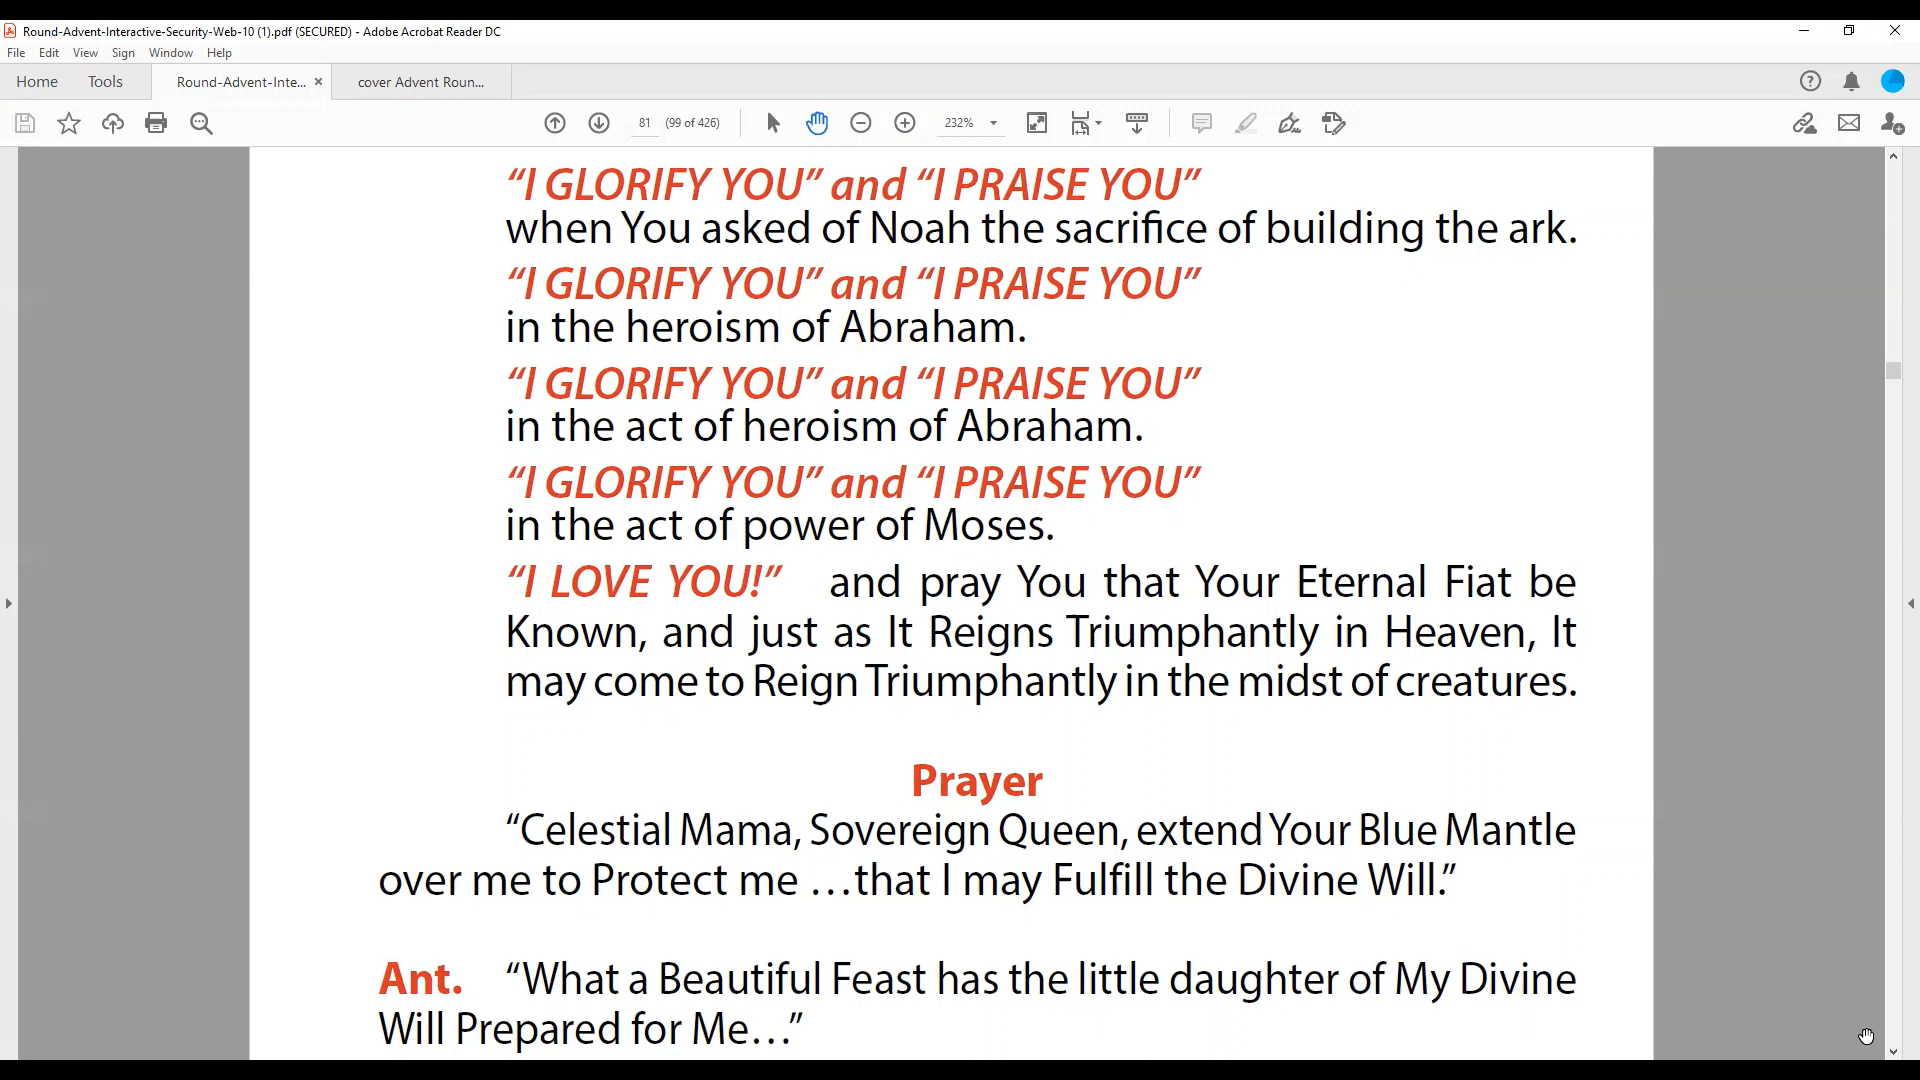 Round-Advent-Interactive-Security-Web-10 (1).pdf (SECURED) - Adobe Acrobat Reader DC
File Edit View Sign Window Help
Home Tools Round-Advent-Inte... × cover Advent Roun...
81 (99 of 426) 232%
“I GLORIFY YOU” and “I PRAISE YOU”
when You asked of Noah the sacrifice of building the ark.
“I GLORIFY YOU” and “I PRAISE YOU”
in the heroism of Abraham.
“I GLORIFY YOU” and “I PRAISE YOU”
in the act of heroism of Abraham.
“I GLORIFY YOU” and “I PRAISE YOU”
in the act of power of Moses.
“I LOVE YOU!” and pray You that Your Eternal Fiat be
Known, and just as It Reigns Triumphantly in Heaven, It
may come to Reign Triumphantly in the midst of creatures.
Prayer
“Celestial Mama, Sovereign Queen, extend Your Blue Mantle
over me to Protect me …that I may Fulfill the Divine Will.”
Ant. “What a Beautiful Feast has the little daughter of My Divine
Will Prepared for Me…”